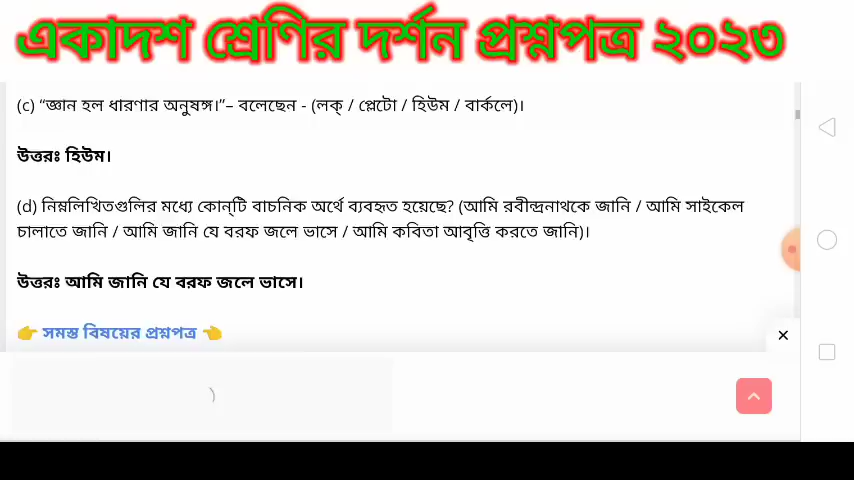 একাদশ শ্রেণির দর্শন প্রশ্নপত্র ২০২৩
(c) “জ্ঞান হল ধারণার অনুষঙ্গ।”– বলেছেন - (লক্ / প্লেটো / হিউম / বার্কলে)।
উত্তরঃ হিউম।
(d) নিম্নলিখিতগুলির মধ্যে কোন্‌টি বাচনিক অর্থে ব্যবহৃত হয়েছে? (আমি রবীন্দ্রনাথকে জানি / আমি সাইকেল
চালাতে জানি / আমি জানি যে বরফ জলে ভাসে / আমি কবিতা আবৃত্তি করতে জানি)।
উত্তরঃ আমি জানি যে বরফ জলে ভাসে।
👉 সমস্ত বিষয়ের প্রশ্নপত্র 👈